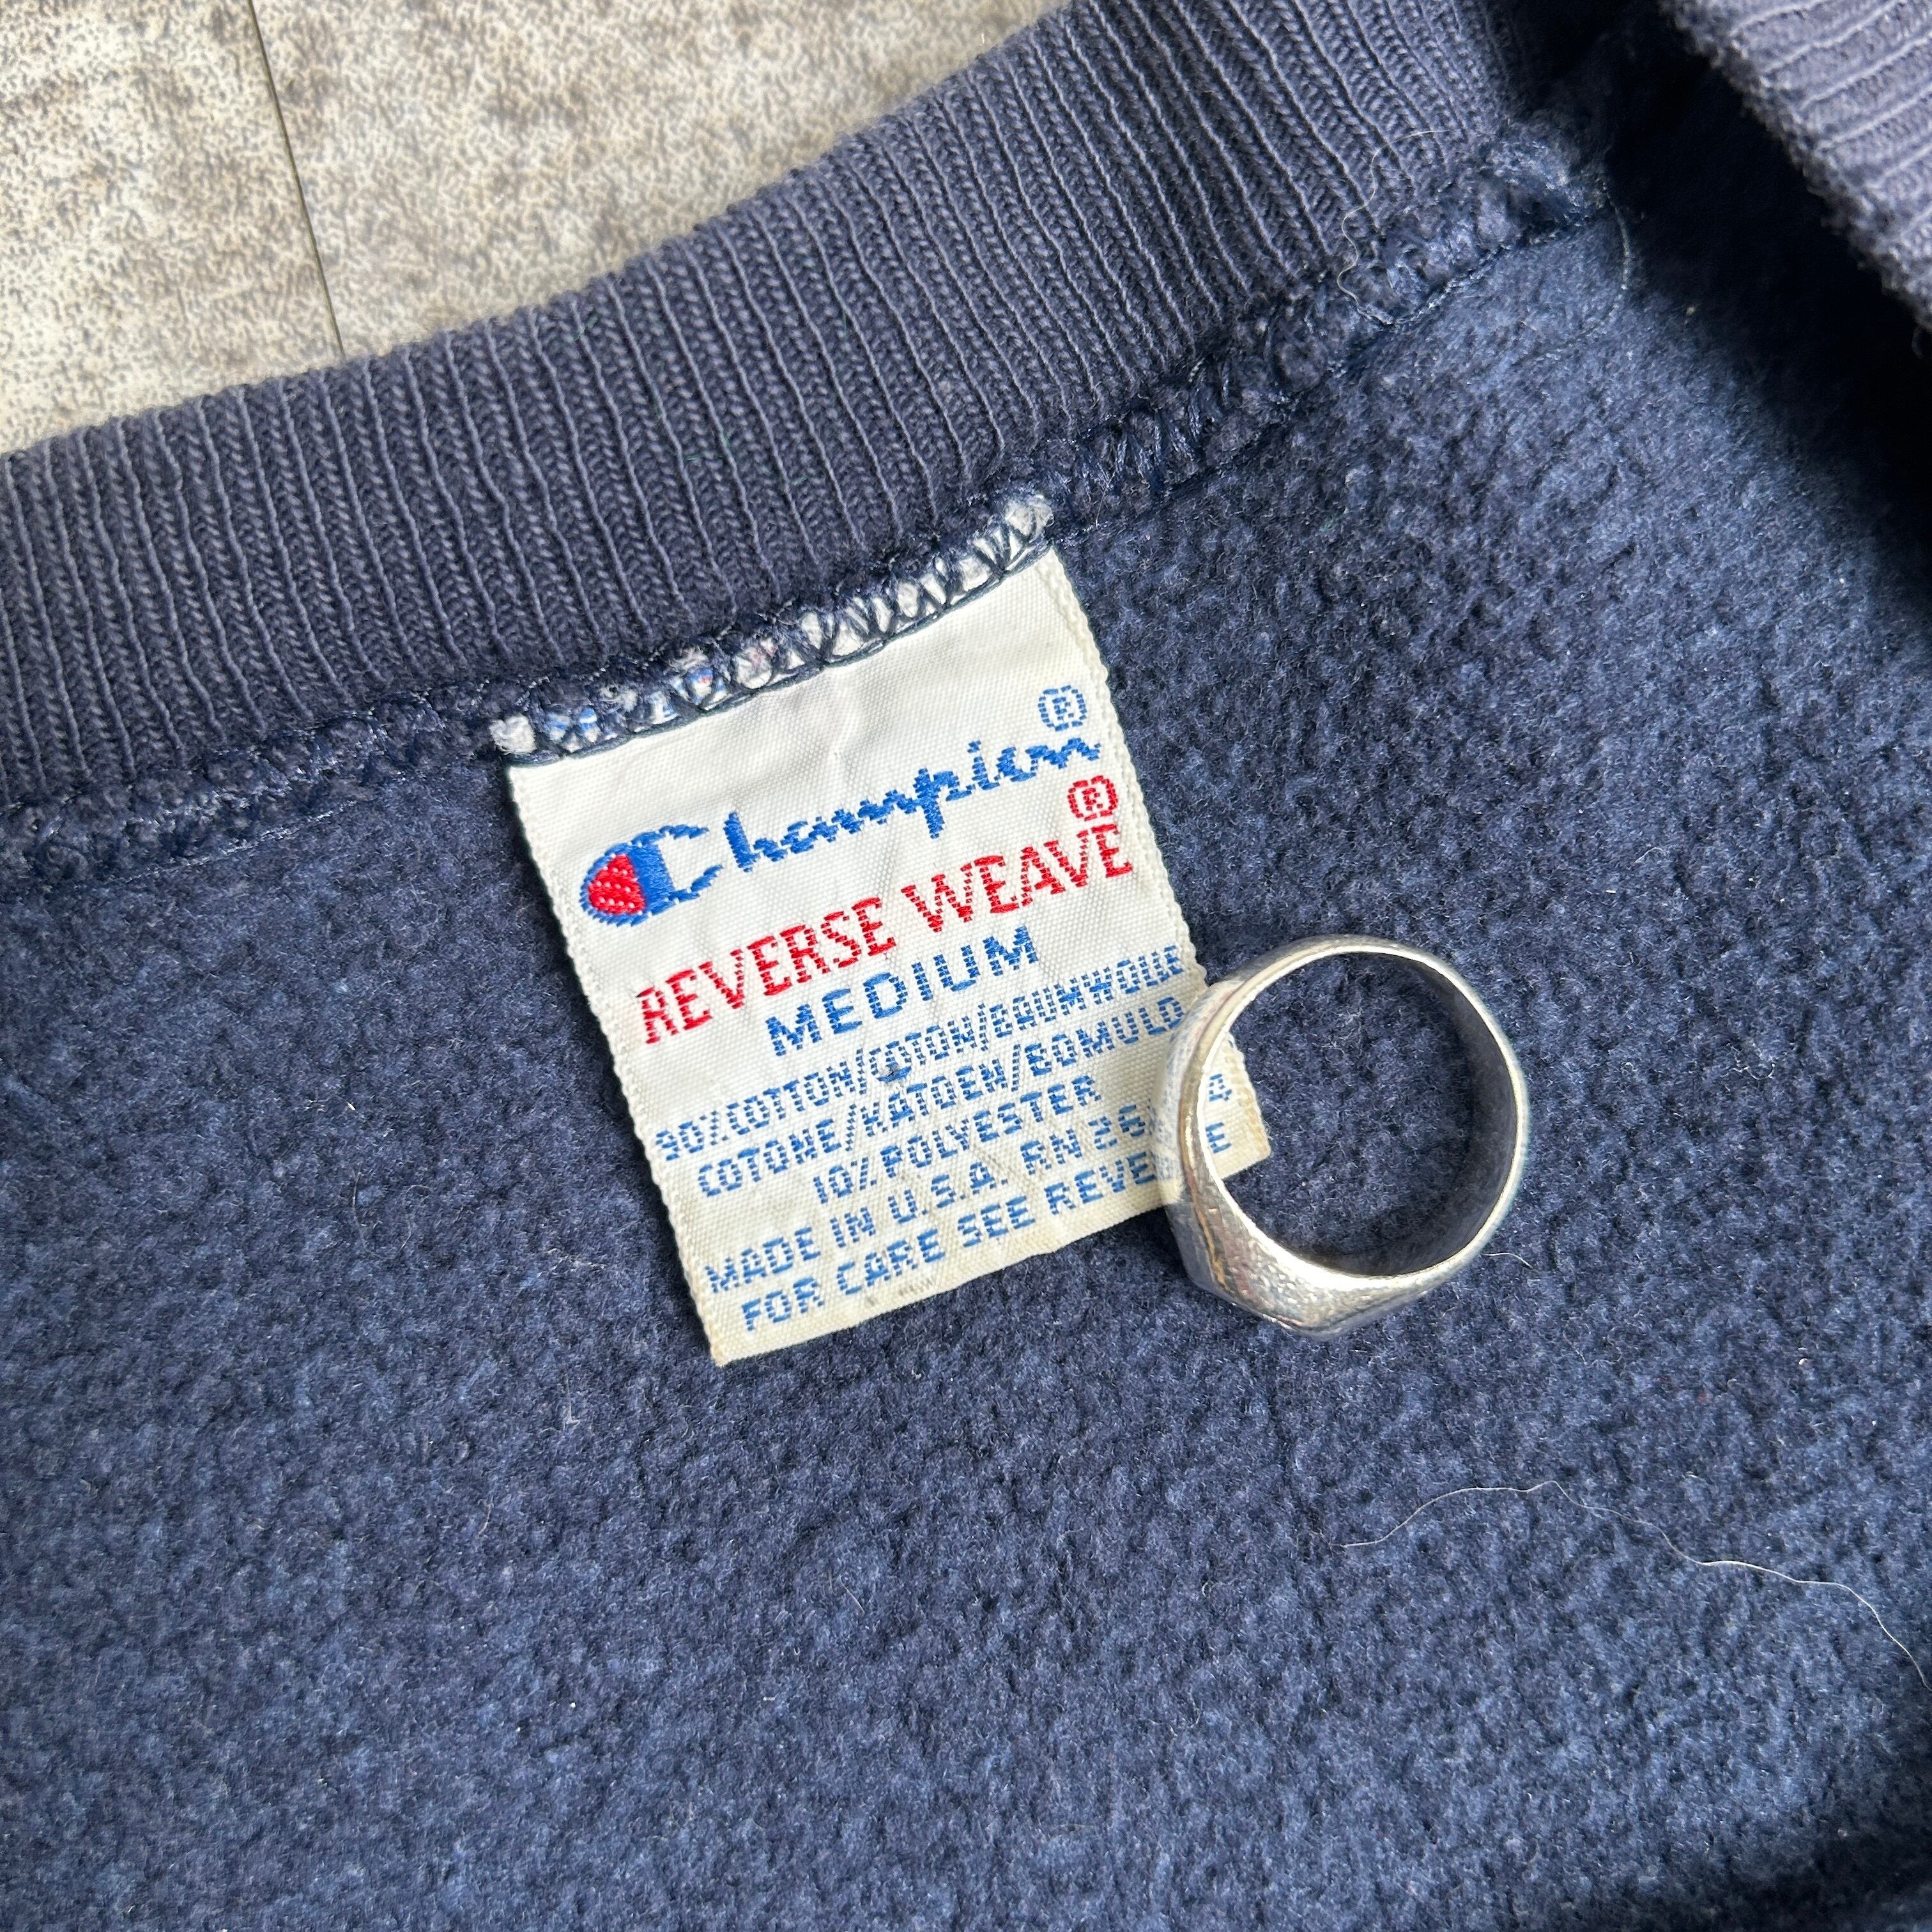 Champion®
REVERSE WEAVE®
MEDIUM
90%COTTON/COTON/BAUMWOLLE
COTONE/KATOEN/BOMULD
10% POLYESTER
MADE IN U.S.A. RN
FOR CARE SEE